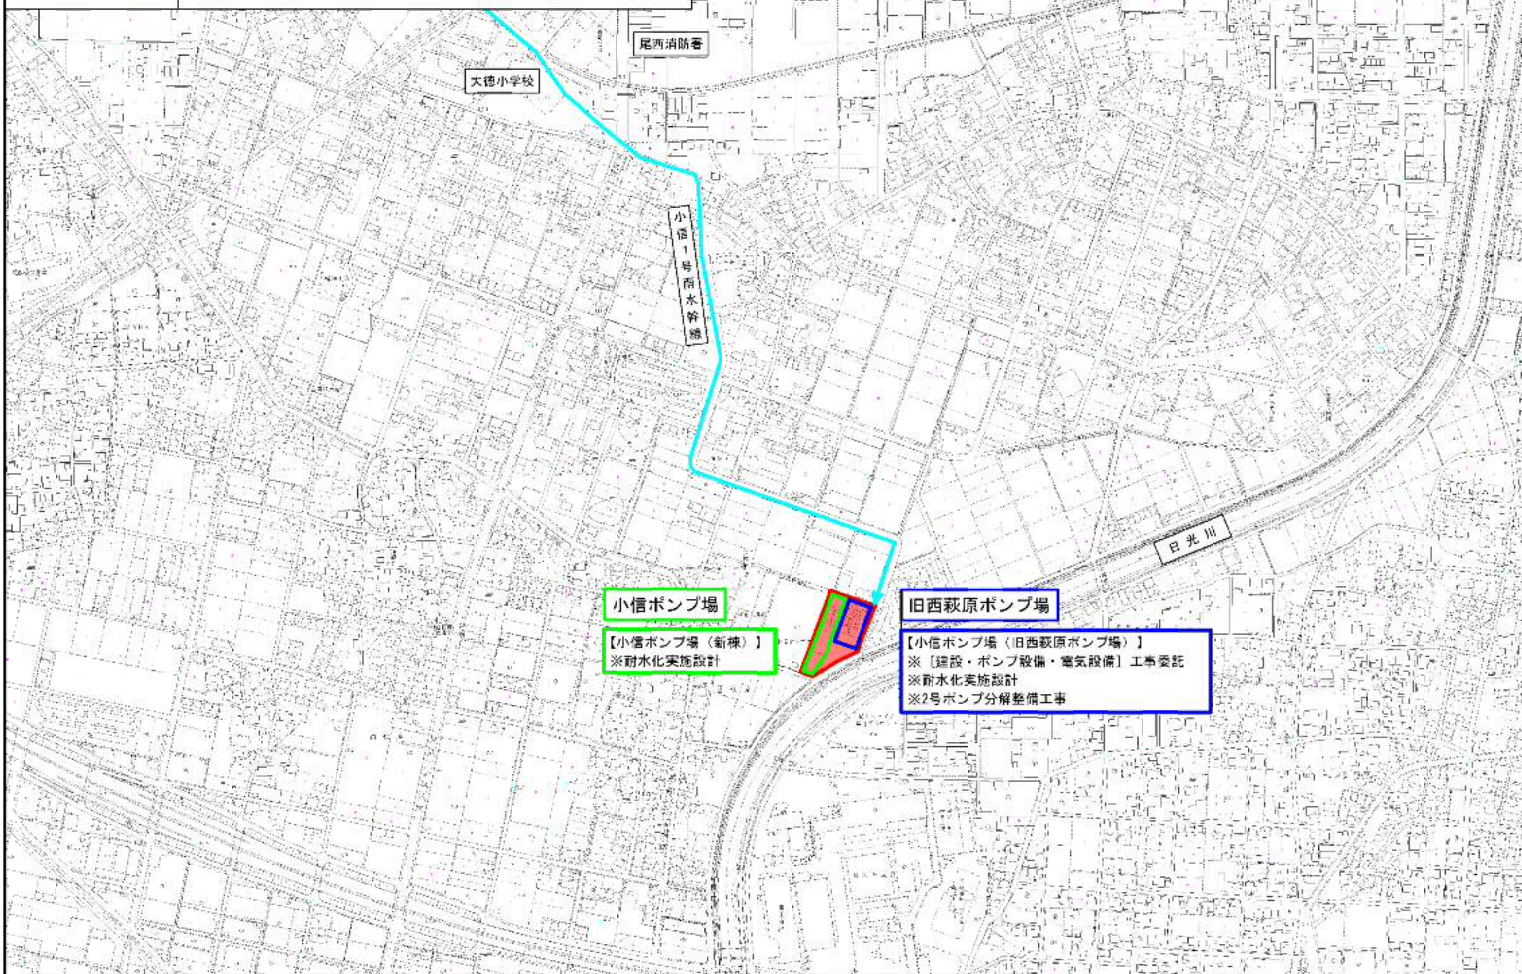 尾西消防署
大徳小学校
小信1号雨水幹線
日光川
小信ポンプ場
【小信ポンプ場（新棟）】
※耐水化実施設計
旧西萩原ポンプ場
【小信ポンプ場（旧西萩原ポンプ場）】
※［建設・ポンプ設備・電気設備］工事委託
※耐水化実施設計
※2号ポンプ分解整備工事